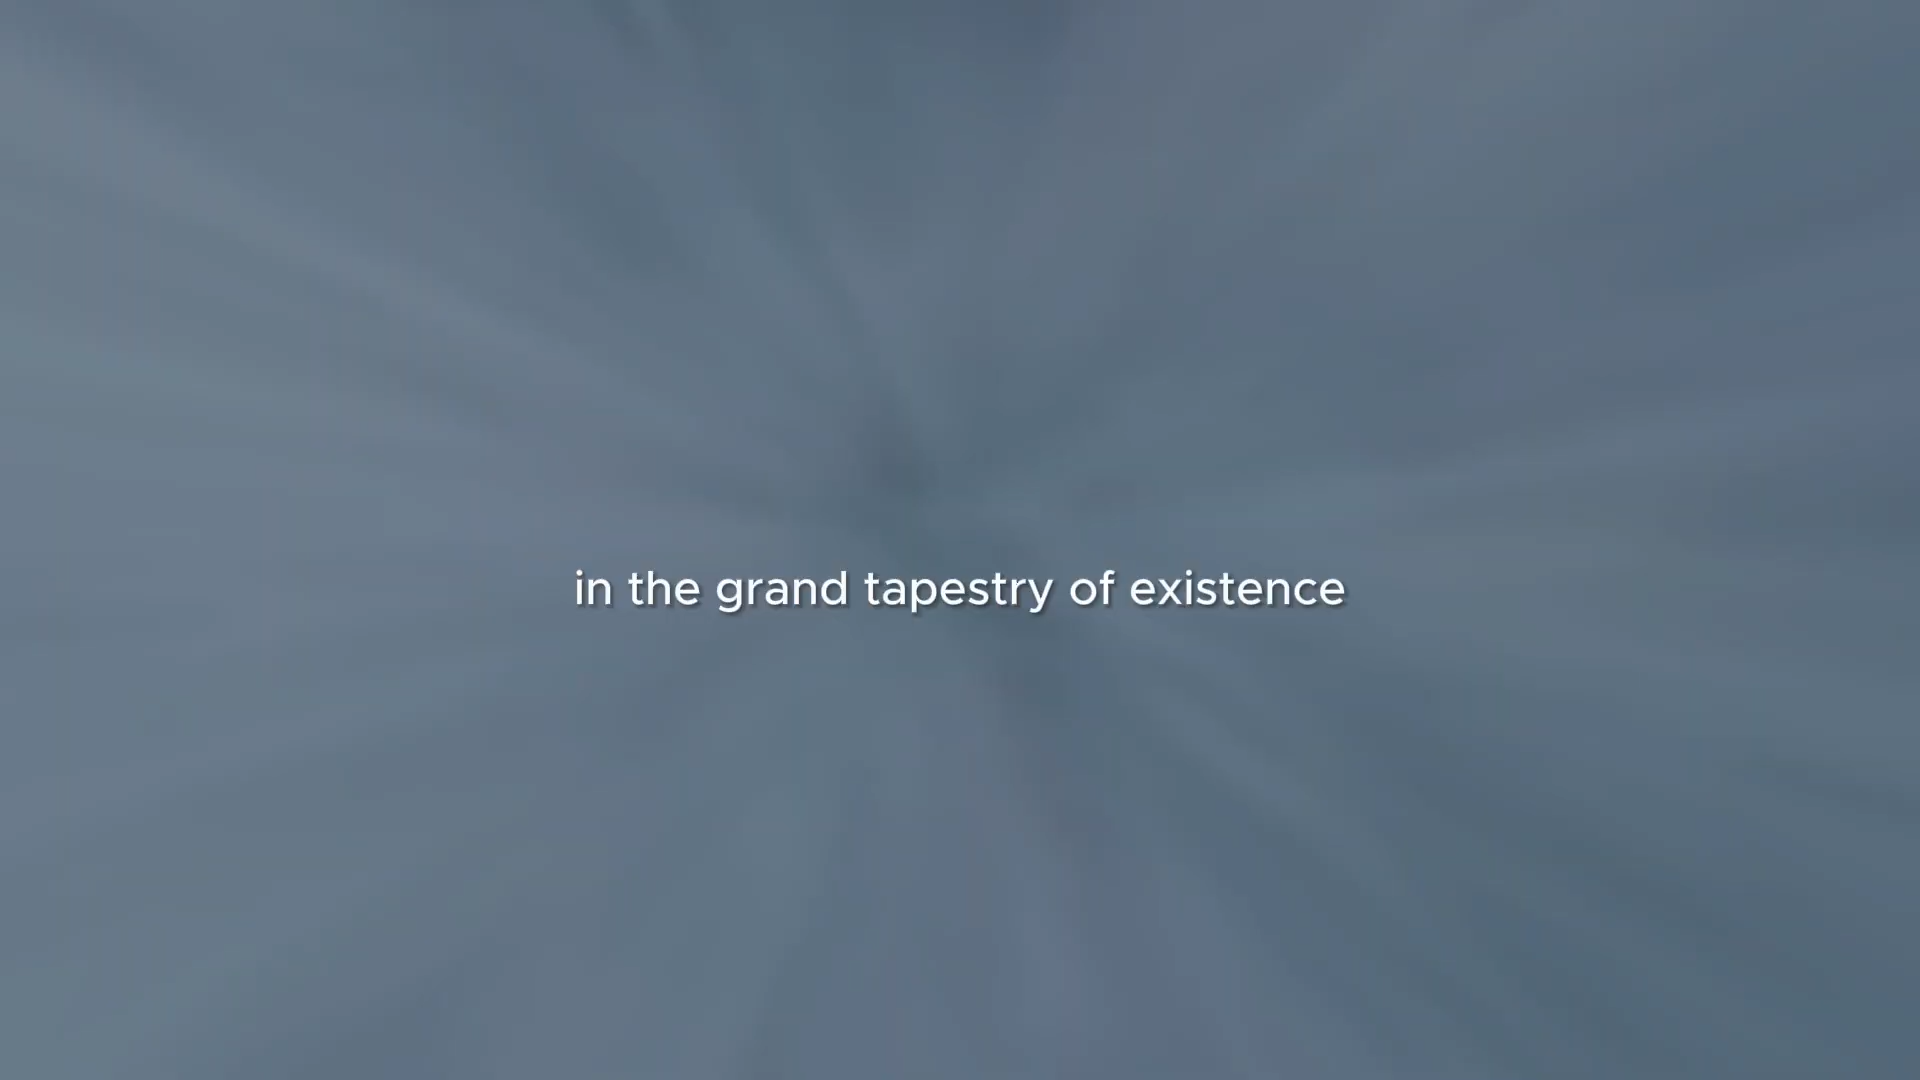 in the grand tapestry of existence